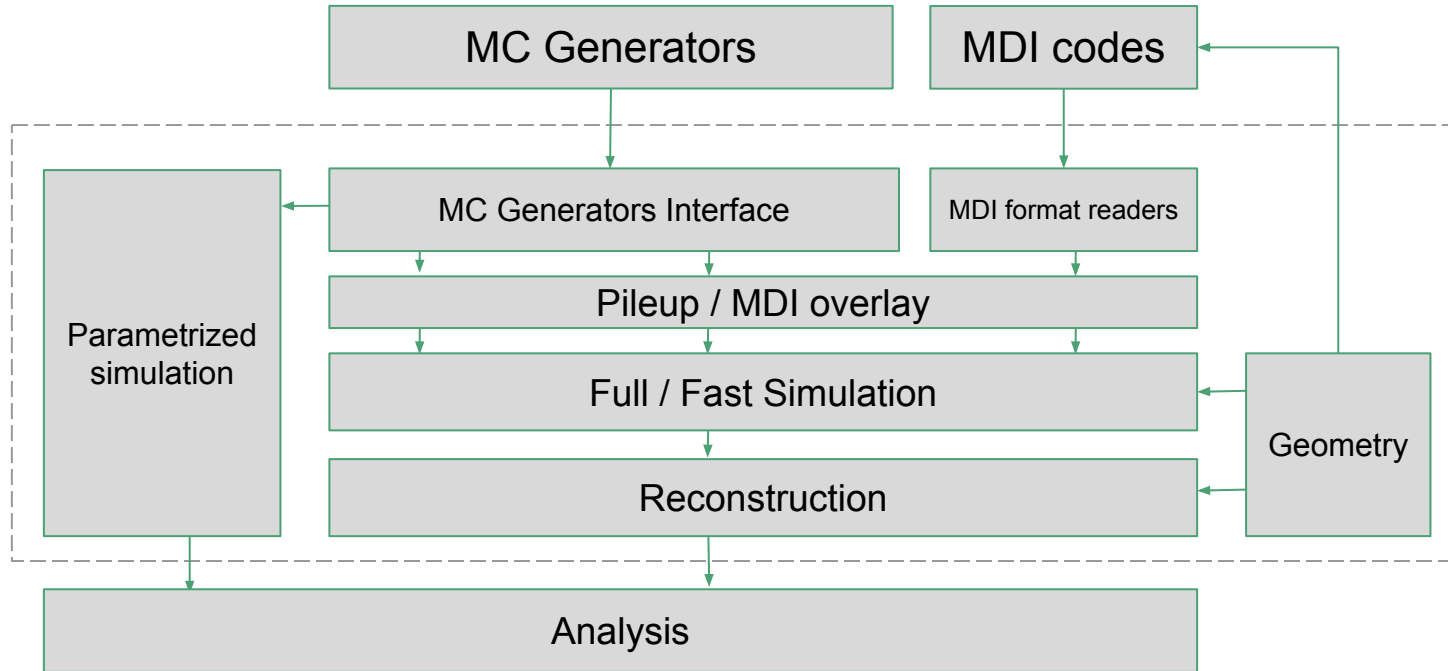 MC Generators
MDI codes
MC Generators Interface
MDI format readers
Pileup / MDI overlay
Parametrized
simulation
Full / Fast Simulation
Geometry
Reconstruction
Analysis